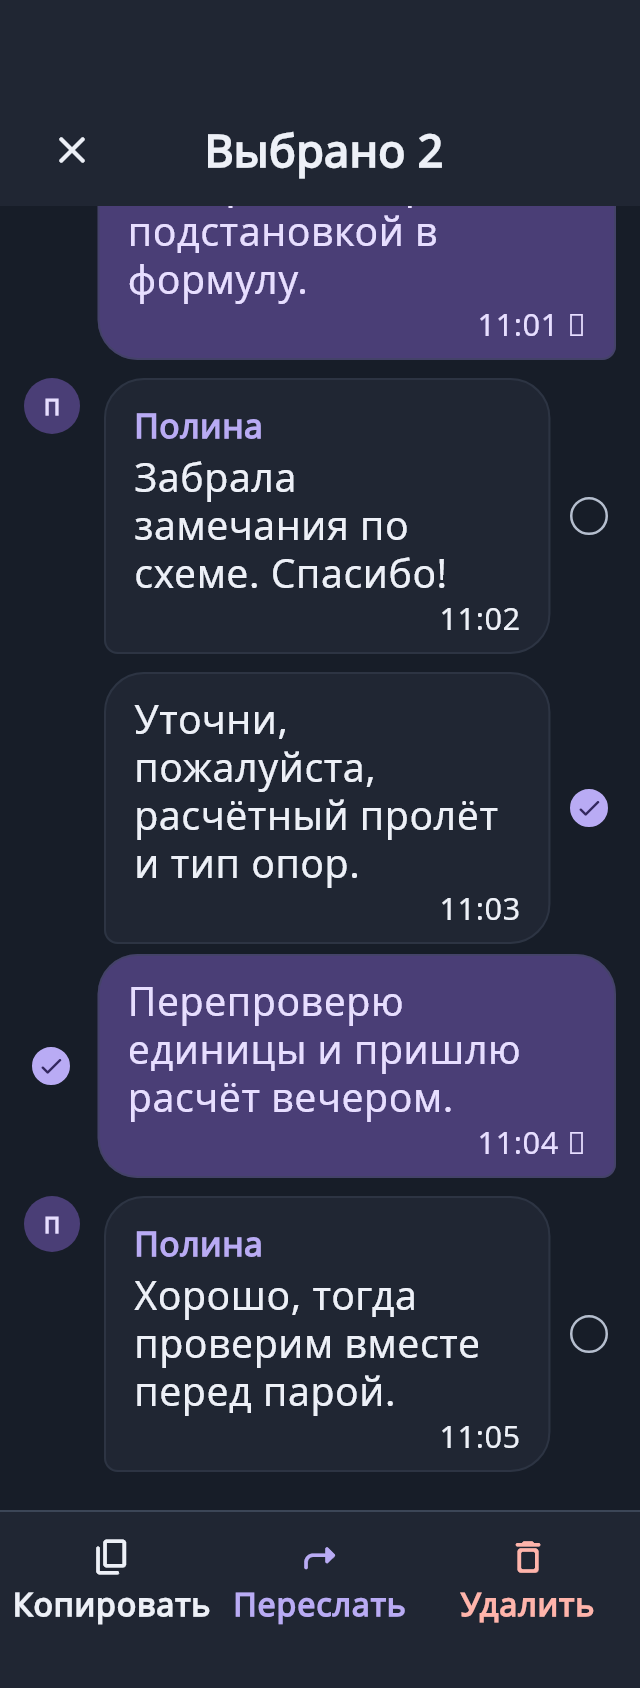 Выбрано 2
подстановкой в
формулу.
11:01
П
Полина
Забрала
замечания по
схеме. Спасибо!
11:02
Уточни,
пожалуйста,
расчётный пролёт
и тип опор.
11:03
Перепроверю
единицы и пришлю
расчёт вечером.
11:04
П
Полина
Хорошо, тогда
проверим вместе
перед парой.
11:05
Копировать Переслать Удалить